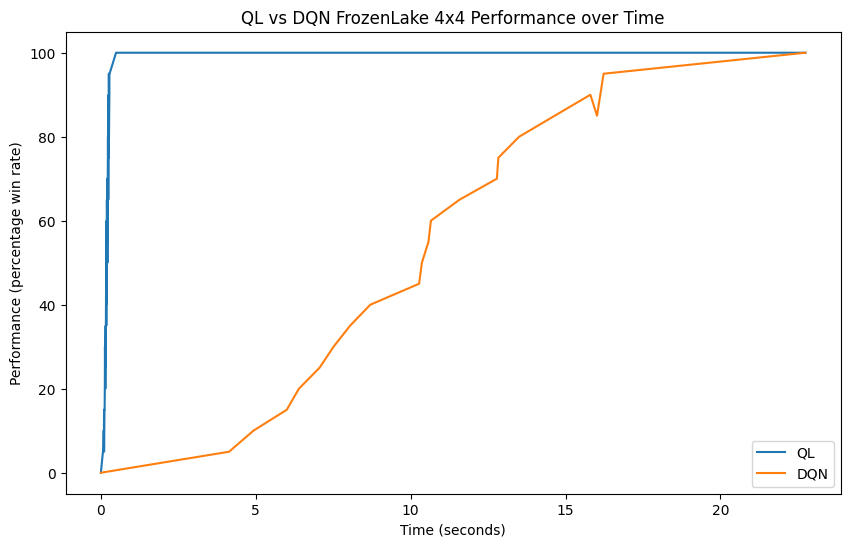 QL vs DQN FrozenLake 4x4 Performance over Time
Performance (percentage win rate)
100
80
60
40
20
0
0 5 10 15 20
Time (seconds)
QL
DQN